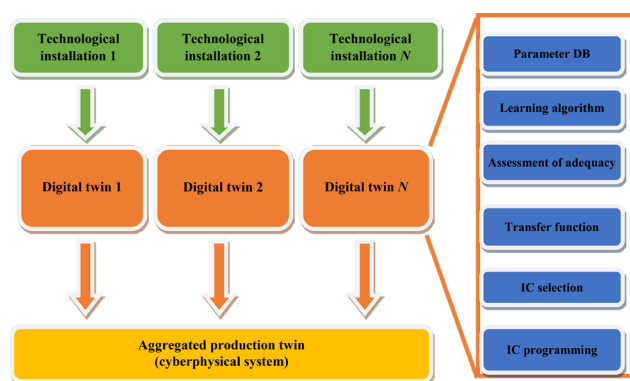 Technological
installation 1
Technological
installation 2
Technological
installation N
Digital twin 1
Digital twin 2
Digital twin N
Aggregated production twin
(cyberphysical system)
Parameter DB
Learning algorithm
Assessment of adequacy
Transfer function
IC selection
IC programming